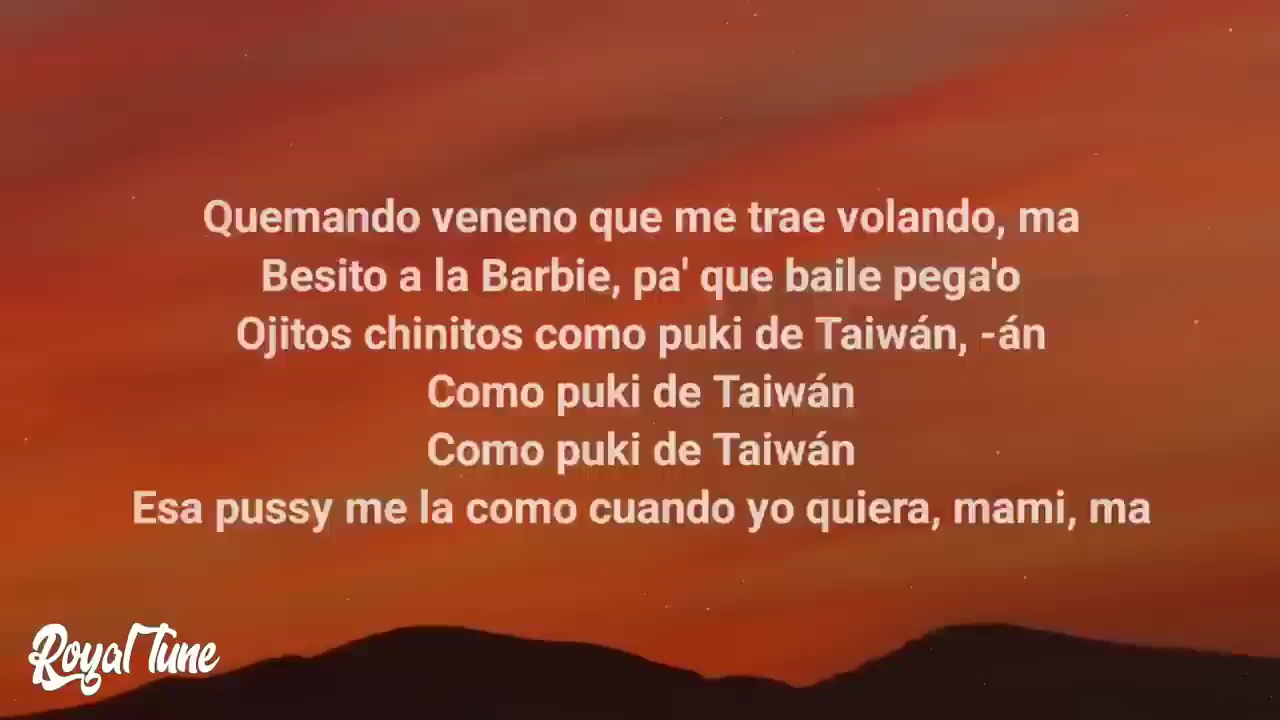 Quemando veneno que me trae volando, ma
Besito a la Barbie, pa' que baile pega'o
Ojitos chinitos como puki de Taiwán, -án
Como puki de Taiwán
Como puki de Taiwán
Esa pussy me la como cuando yo quiera, mami, ma
Royal Tune